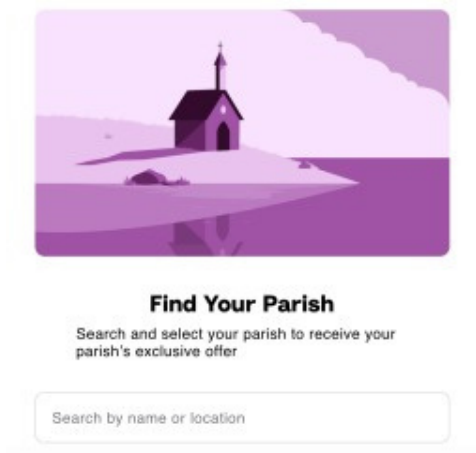 Find Your Parish
Search and select your parish to receive your
parish's exclusive offer
Search by name or location